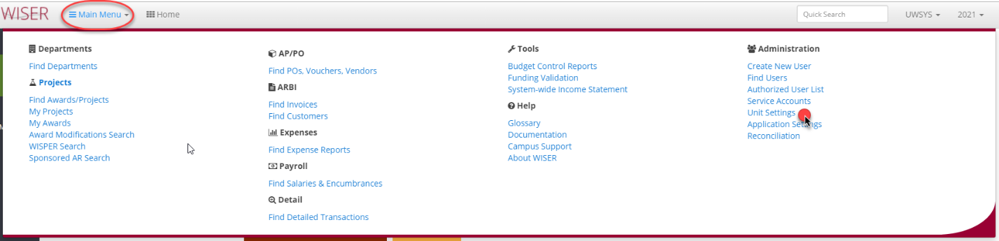 WISER
Main Menu
Home
Quick Search
UWSYS
2021
Departments
Find Departments
Projects
Find Awards/Projects
My Projects
My Awards
Award Modifications Search
WISPER Search
Sponsored AR Search
AP/PO
Find POs, Vouchers, Vendors
ARBI
Find Invoices
Find Customers
Expenses
Find Expense Reports
Payroll
Find Salaries & Encumbrances
Detail
Find Detailed Transactions
Tools
Budget Control Reports
Funding Validation
System-wide Income Statement
Help
Glossary
Documentation
Campus Support
About WISER
Administration
Create New User
Find Users
Authorized User List
Service Accounts
Unit Settings
Application Settings
Reconciliation